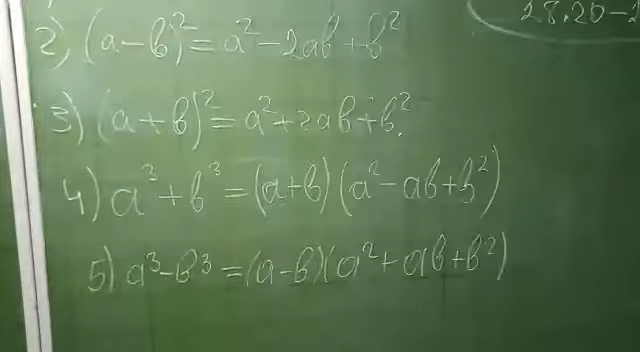 28.20-
2) (a-b)² = a² - 2ab + b²
3) (a+b)² = a² + 2ab + b²
4) a³ + b³ = (a+b)(a² - ab + b²)
5) a³ - b³ = (a-b)(a² + ab + b²)